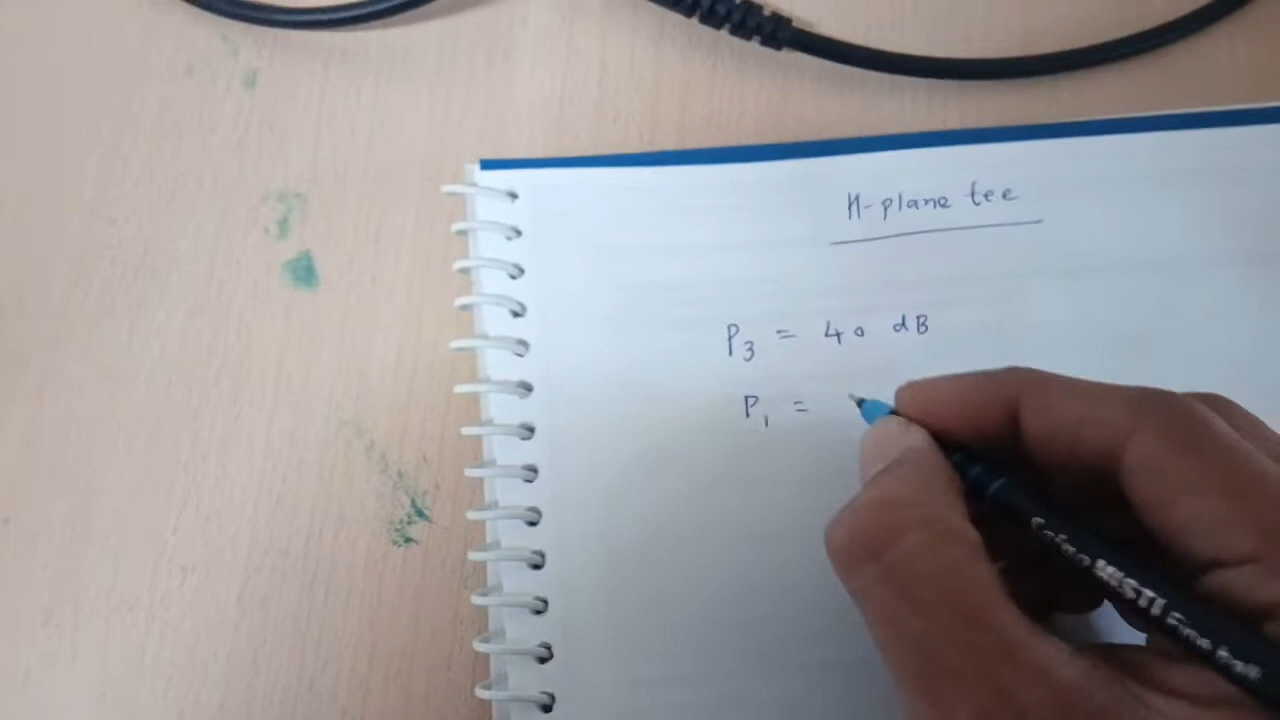 H-plane tee
P3 = 40 dB
P1 =